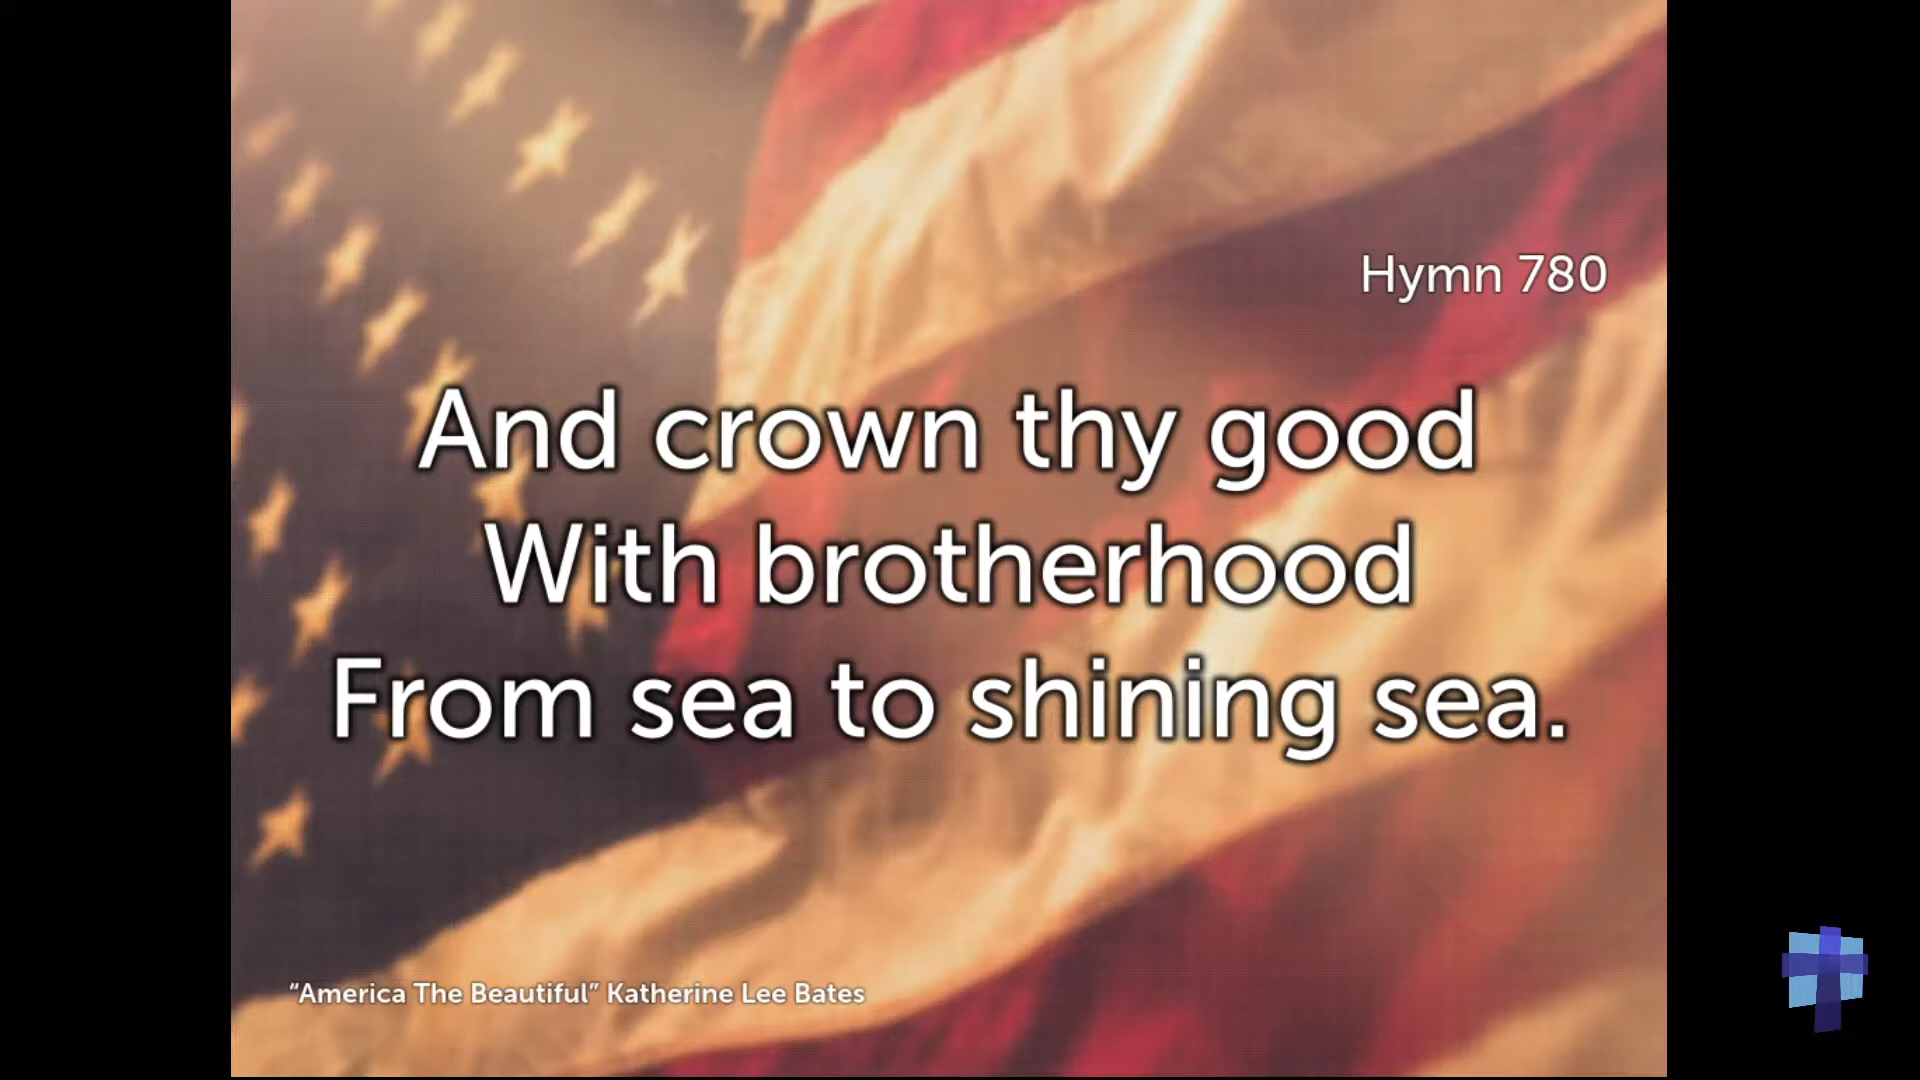 Hymn 780
And crown thy good
With brotherhood
From sea to shining sea.
“America The Beautiful” Katherine Lee Bates